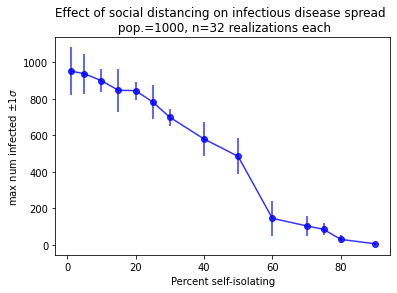 Effect of social distancing on infectious disease spread
pop.=1000, n=32 realizations each
max num infected ±1σ
1000
800
600
400
200
0
0
20
40
60
80
Percent self-isolating